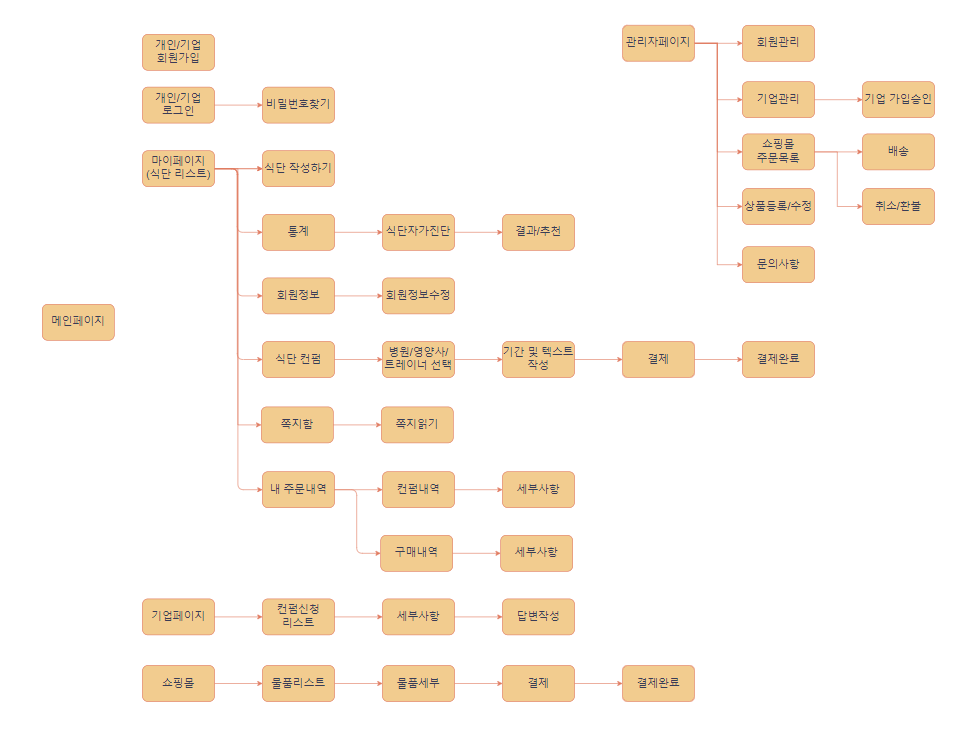 개인/기업
회원가입
개인/기업
로그인
비밀번호찾기
마이페이지
(식단 리스트)
식단 작성하기
통계
식단자가진단
결과/추천
회원정보
회원정보수정
메인페이지
식단 컨펌
병원/영양사/
트레이너 선택
기간 및 텍스트
작성
결제
결제완료
쪽지함
쪽지읽기
내 주문내역
컨펌내역
세부사항
구매내역
세부사항
기업페이지
컨펌신청
리스트
세부사항
답변작성
쇼핑몰
물품리스트
물품세부
결제
결제완료
관리자페이지
회원관리
기업관리
기업 가입승인
쇼핑몰
주문목록
배송
취소/환불
상품등록/수정
문의사항